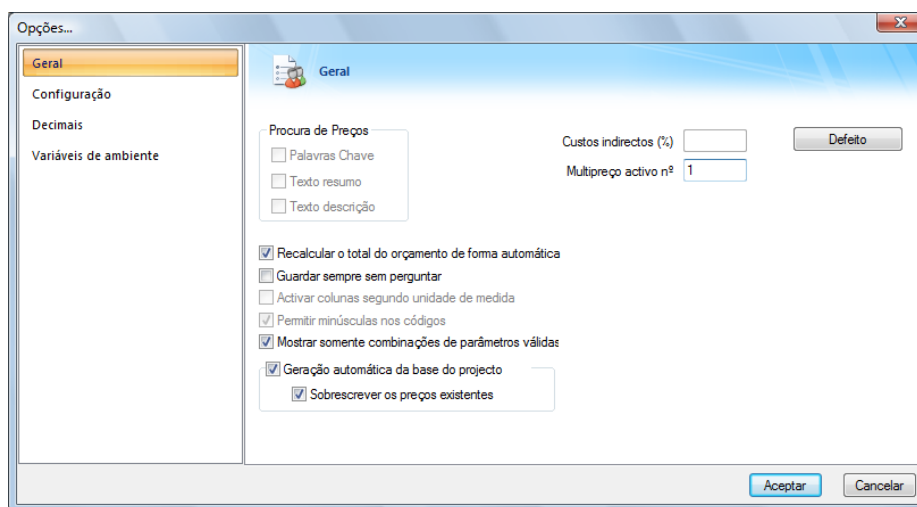 Opções...
Geral
Configuração
Decimais
Variáveis de ambiente
Geral
Procura de Preços
Palavras Chave
Texto resumo
Texto descrição
Custos indirectos (%)
Multipreço activo nº 1
Defeito
Recalcular o total do orçamento de forma automática
Guardar sempre sem perguntar
Activar colunas segundo unidade de medida
Permitir minúsculas nos códigos
Mostrar somente combinações de parâmetros válidas
Geração automática da base do projecto
Sobrescrever os preços existentes
Aceptar
Cancelar